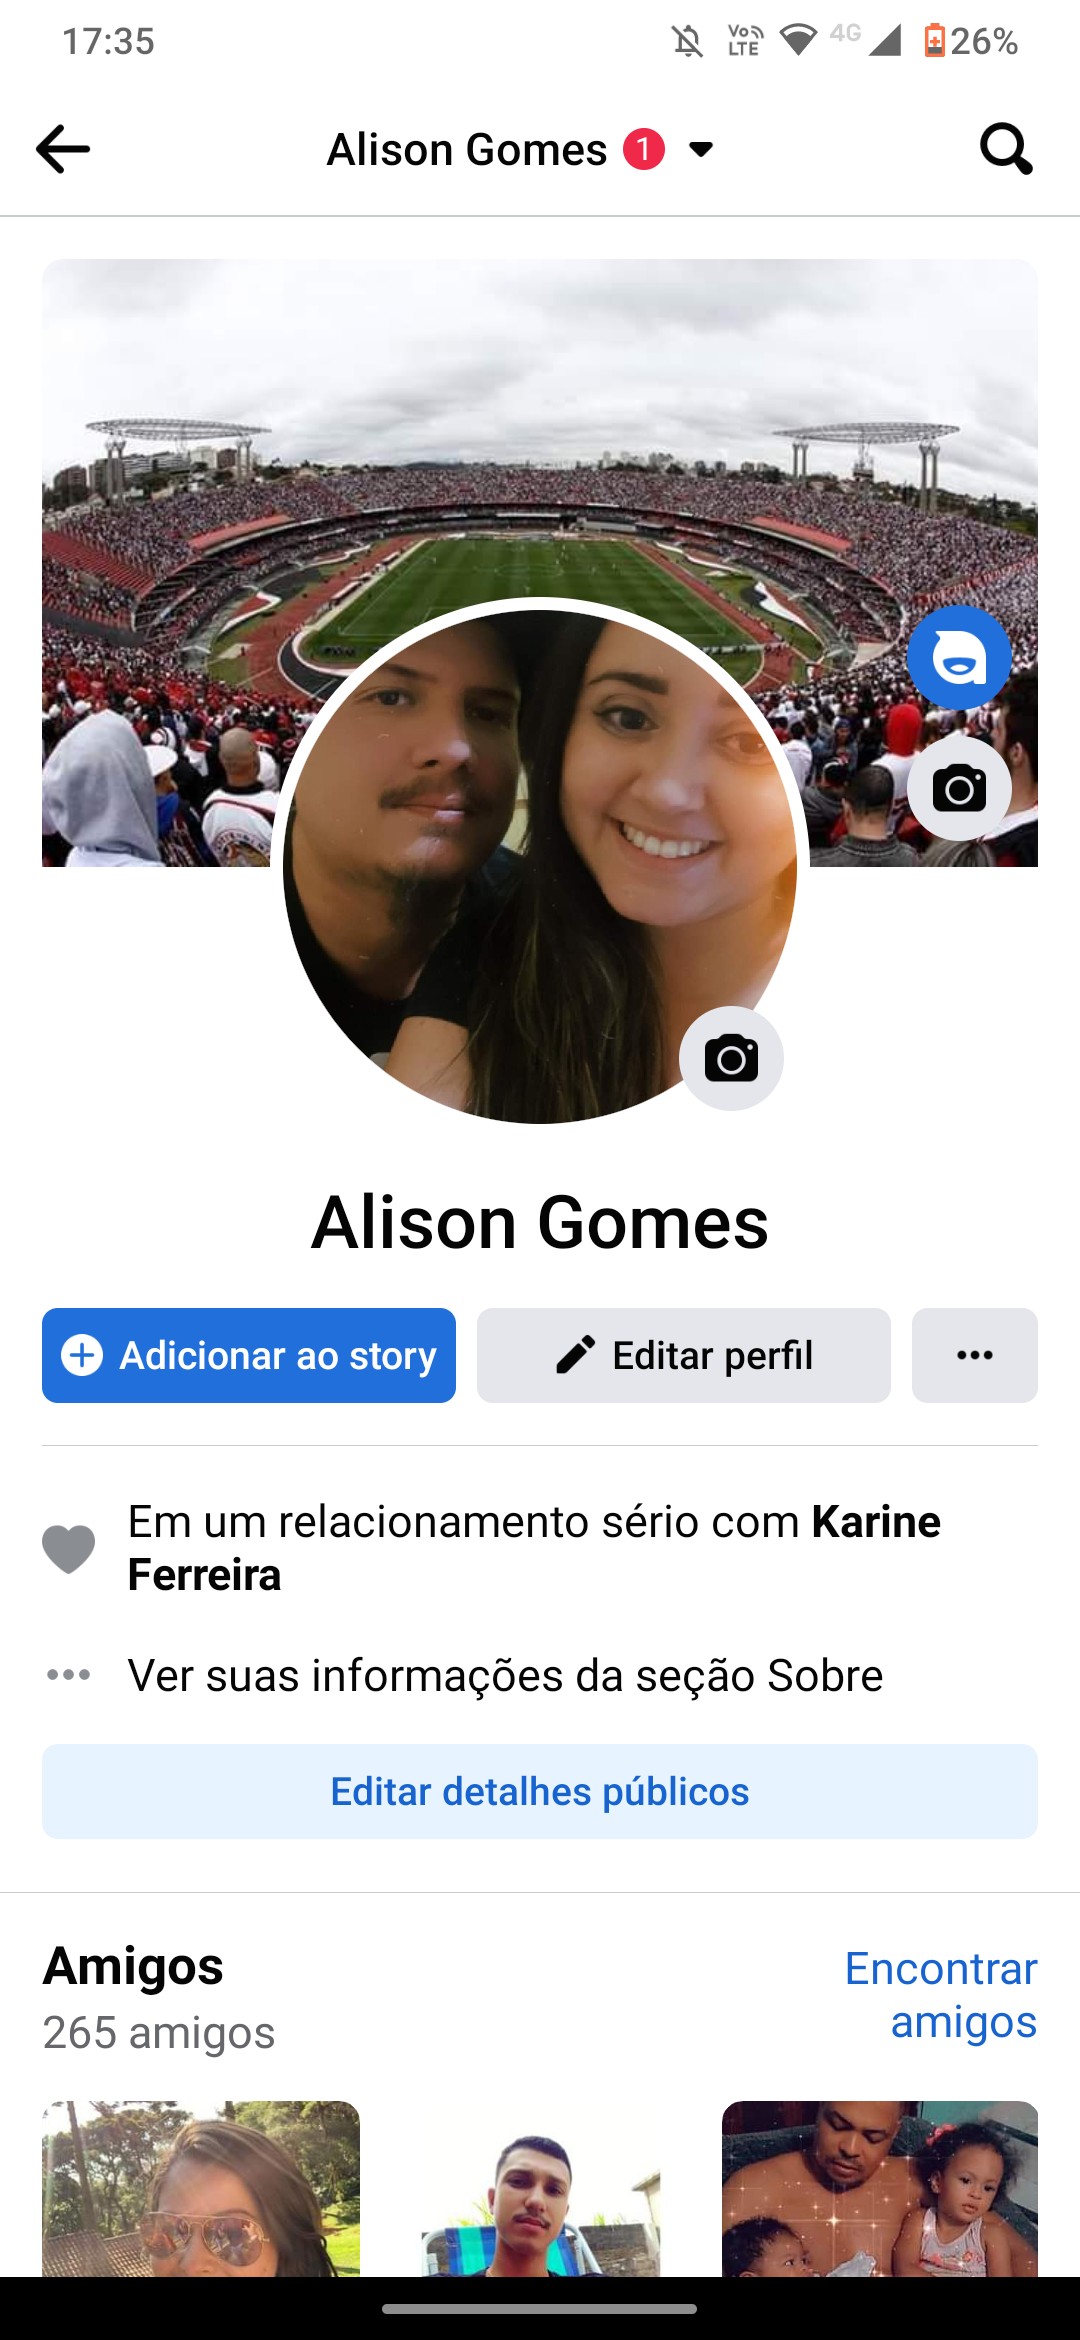 17:35
Vo LTE 4G 26%
Alison Gomes 1
Alison Gomes
Adicionar ao story
Editar perfil
Em um relacionamento sério com Karine
Ferreira
Ver suas informações da seção Sobre
Editar detalhes públicos
Amigos
265 amigos
Encontrar
amigos